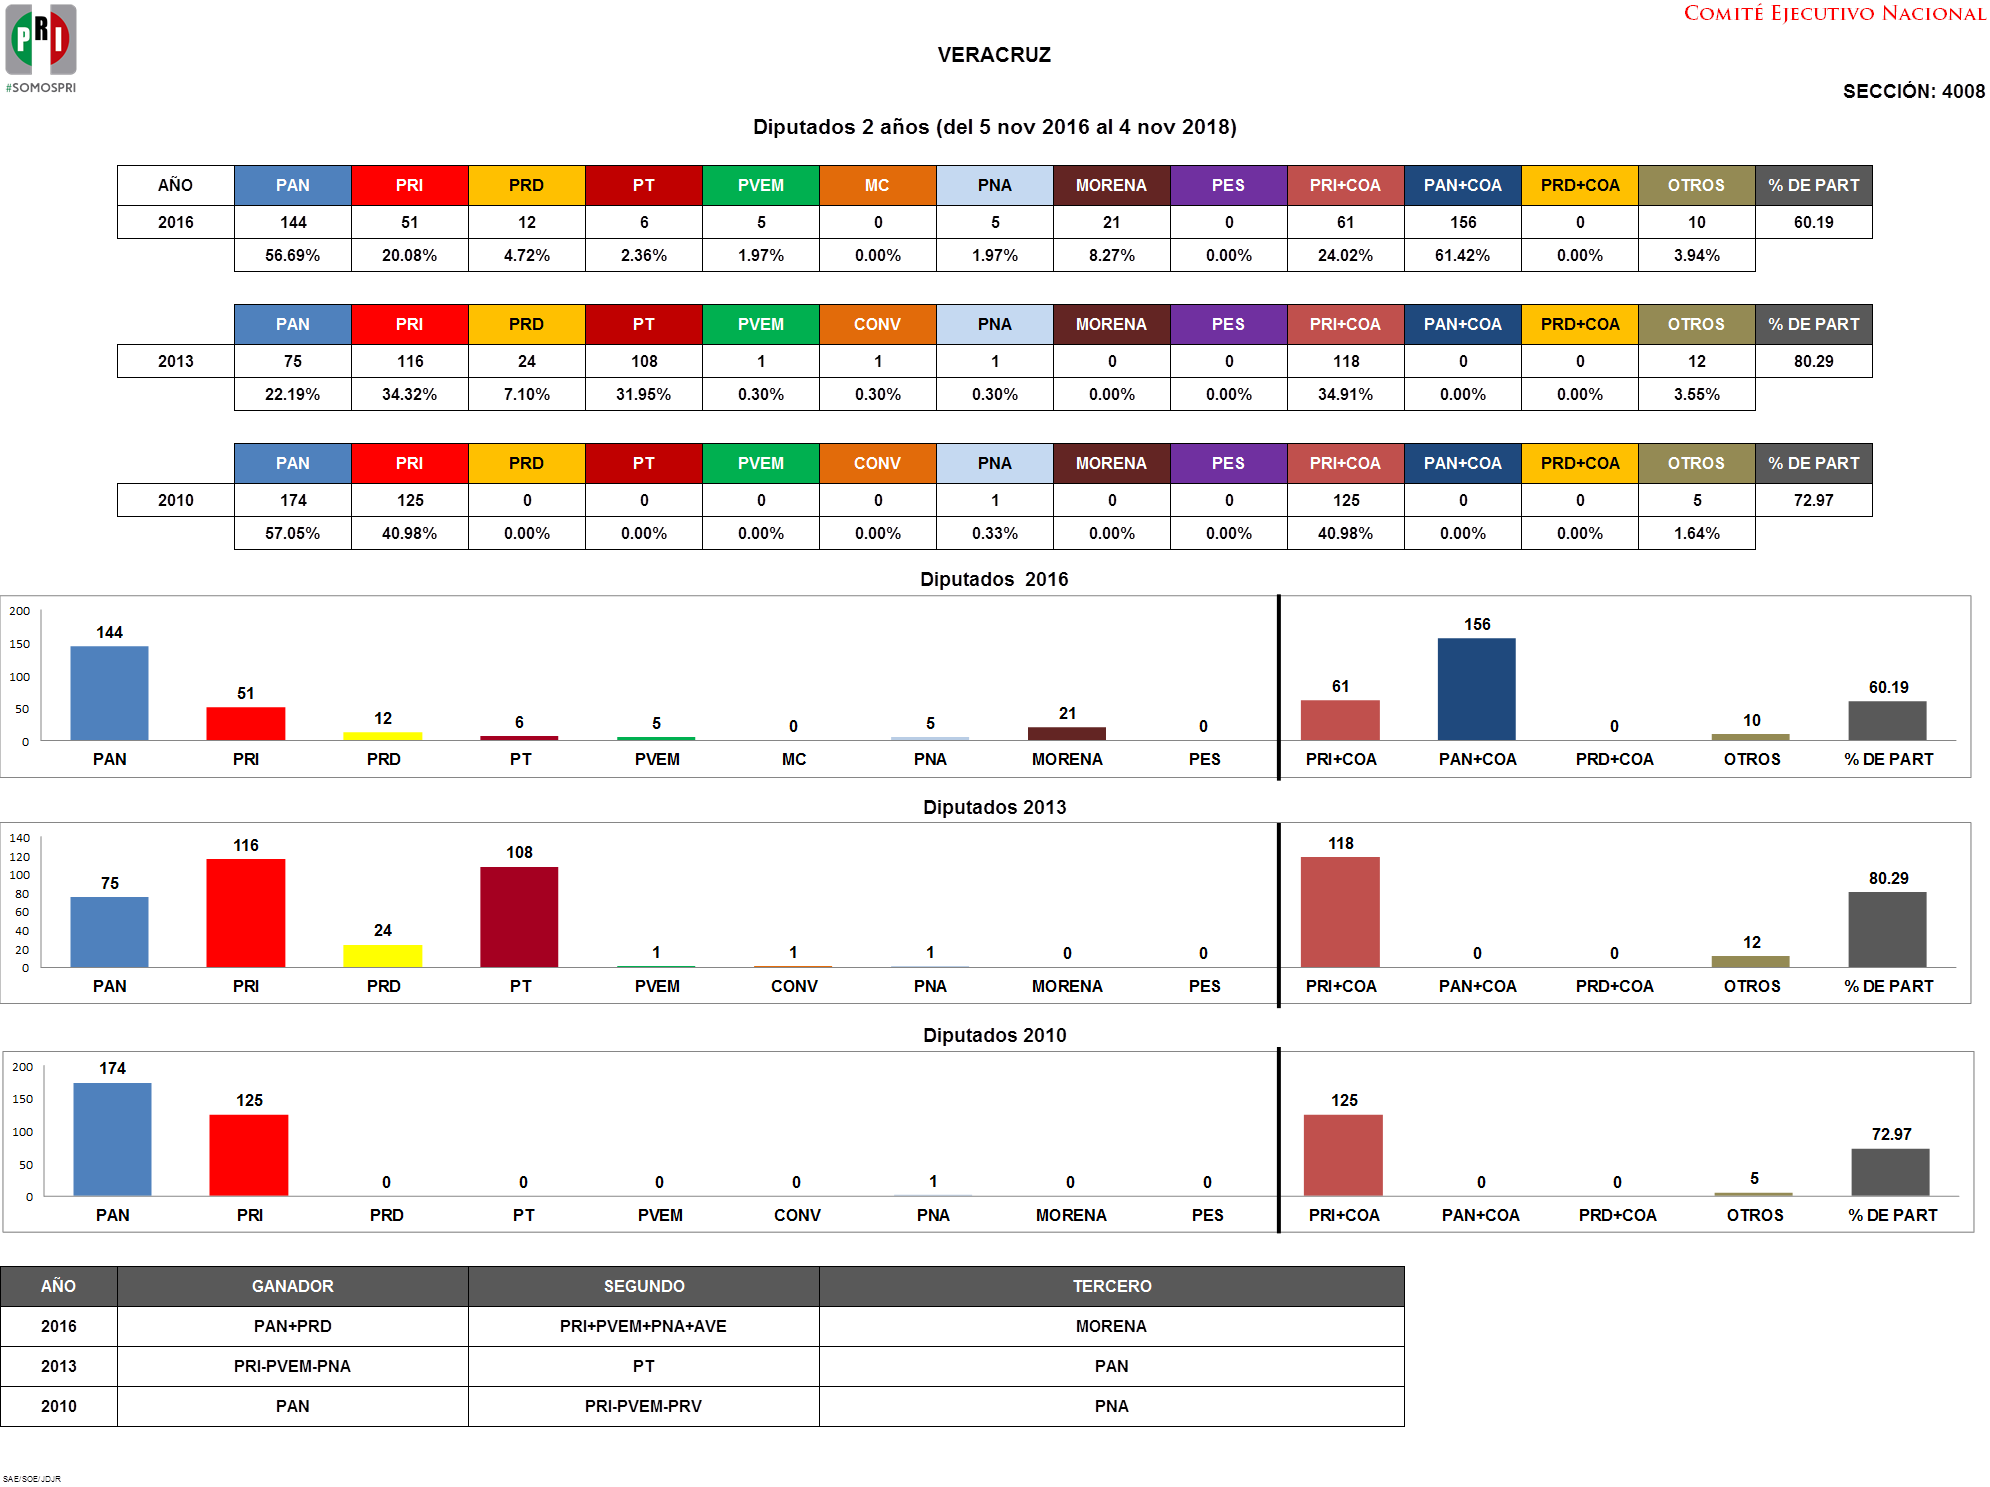 PRI
#SOMOSPRI
COMITÉ EJECUTIVO NACIONAL
VERACRUZ
SECCIÓN: 4008
Diputados 2 años (del 5 nov 2016 al 4 nov 2018)
AÑO PAN PRI PRD PT PVEM MC PNA MORENA PES PRI+COA PAN+COA PRD+COA OTROS % DE PART
2016 144 51 12 6 5 0 5 21 0 61 156 0 10 60.19
56.69% 20.08% 4.72% 2.36% 1.97% 0.00% 1.97% 8.27% 0.00% 24.02% 61.42% 0.00% 3.94%
PAN PRI PRD PT PVEM CONV PNA MORENA PES PRI+COA PAN+COA PRD+COA OTROS % DE PART
2013 75 116 24 108 1 1 1 0 0 118 0 0 12 80.29
22.19% 34.32% 7.10% 31.95% 0.30% 0.30% 0.30% 0.00% 0.00% 34.91% 0.00% 0.00% 3.55%
PAN PRI PRD PT PVEM CONV PNA MORENA PES PRI+COA PAN+COA PRD+COA OTROS % DE PART
2010 174 125 0 0 0 0 1 0 0 125 0 0 5 72.97
57.05% 40.98% 0.00% 0.00% 0.00% 0.00% 0.33% 0.00% 0.00% 40.98% 0.00% 0.00% 1.64%
Diputados 2016
200
150
100
50
0
144 51 12 6 5 0 5 21 0 61 156 0 10 60.19
PAN PRI PRD PT PVEM MC PNA MORENA PES PRI+COA PAN+COA PRD+COA OTROS % DE PART
Diputados 2013
140
120
100
80
60
40
20
0
75 116 24 108 1 1 1 0 0 118 0 0 12 80.29
PAN PRI PRD PT PVEM CONV PNA MORENA PES PRI+COA PAN+COA PRD+COA OTROS % DE PART
Diputados 2010
200
150
100
50
0
174 125 0 0 0 0 1 0 0 125 0 0 5 72.97
PAN PRI PRD PT PVEM CONV PNA MORENA PES PRI+COA PAN+COA PRD+COA OTROS % DE PART
AÑO GANADOR SEGUNDO TERCERO
2016 PAN+PRD PRI+PVEM+PNA+AVE MORENA
2013 PRI-PVEM-PNA PT PAN
2010 PAN PRI-PVEM-PRV PNA
SAE/SOE/JDJR